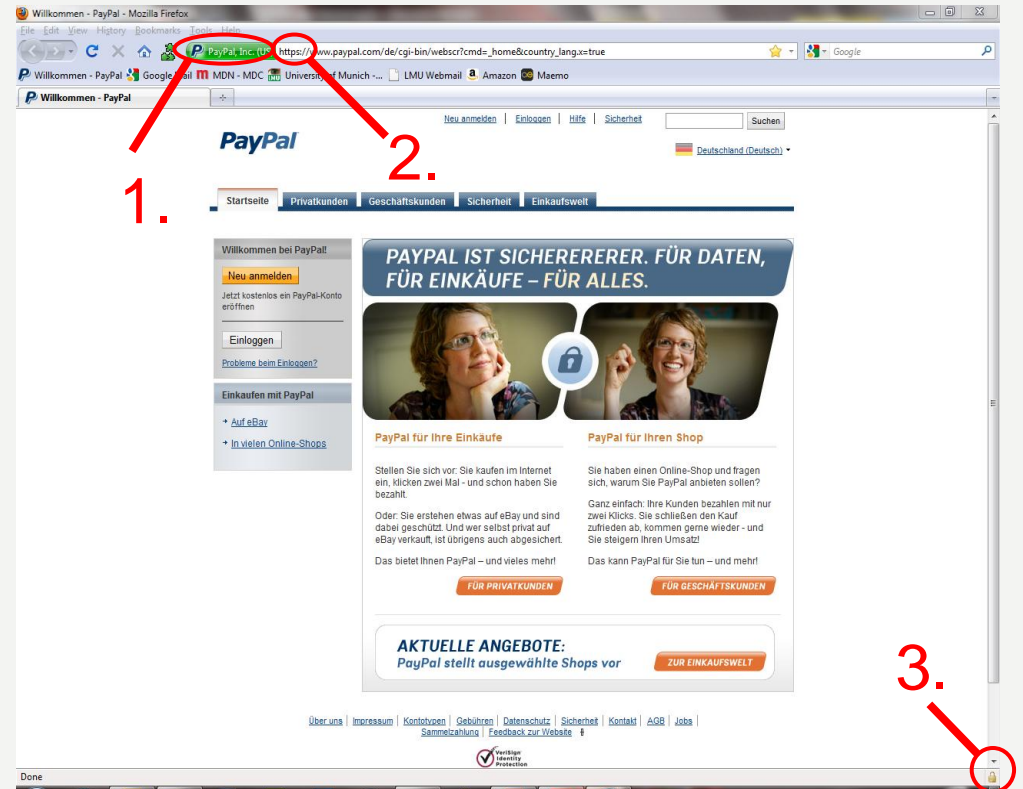 Willkommen - PayPal - Mozilla Firefox
File Edit View History Bookmarks Tools Help
PayPal, Inc. (US https://www.paypal.com/de/cgi-bin/webscr?cmd=_home&country_lang.x=true Google
Willkommen - PayPal Google Mail MDN - MDC University of Munich -... LMU Webmail Amazon Maemo
Willkommen - PayPal
Neu anmelden | Einloggen | Hilfe | Sicherheit Suchen
PayPal
Deutschland (Deutsch)
1.
2.
Startseite Privatkunden Geschäftskunden Sicherheit Einkaufswelt
Willkommen bei PayPal!
Neu anmelden
Jetzt kostenlos ein PayPal-Konto
eröffnen
Einloggen
Probleme beim Einloggen?
Einkaufen mit PayPal
Auf eBay
In vielen Online-Shops
PAYPAL IST SICHERERERER. FÜR DATEN,
FÜR EINKÄUFE – FÜR ALLES.
PayPal für Ihre Einkäufe
Stellen Sie sich vor: Sie kaufen im Internet
ein, klicken zwei Mal - und schon haben Sie
bezahlt.
Oder: Sie erstehen etwas auf eBay und sind
dabei geschützt. Und wer selbst privat auf
eBay verkauft, ist übrigens auch abgesichert.
Das bietet Ihnen PayPal – und vieles mehr!
FÜR PRIVATKUNDEN
PayPal für Ihren Shop
Sie haben einen Online-Shop und fragen
sich, warum Sie PayPal anbieten sollen?
Ganz einfach: Ihre Kunden bezahlen mit nur
zwei Klicks. Sie schließen den Kauf
zufrieden ab, kommen gerne wieder - und
Sie steigern Ihren Umsatz!
Das kann PayPal für Sie tun – und mehr!
FÜR GESCHÄFTSKUNDEN
AKTUELLE ANGEBOTE:
PayPal stellt ausgewählte Shops vor
ZUR EINKAUFSWELT
3.
Über uns | Impressum | Kontotypen | Gebühren | Datenschutz | Sicherheit | Kontakt | AGB | Jobs |
Sammelzahlung | Feedback zur Website
VeriSign
Identity
Protection
Done